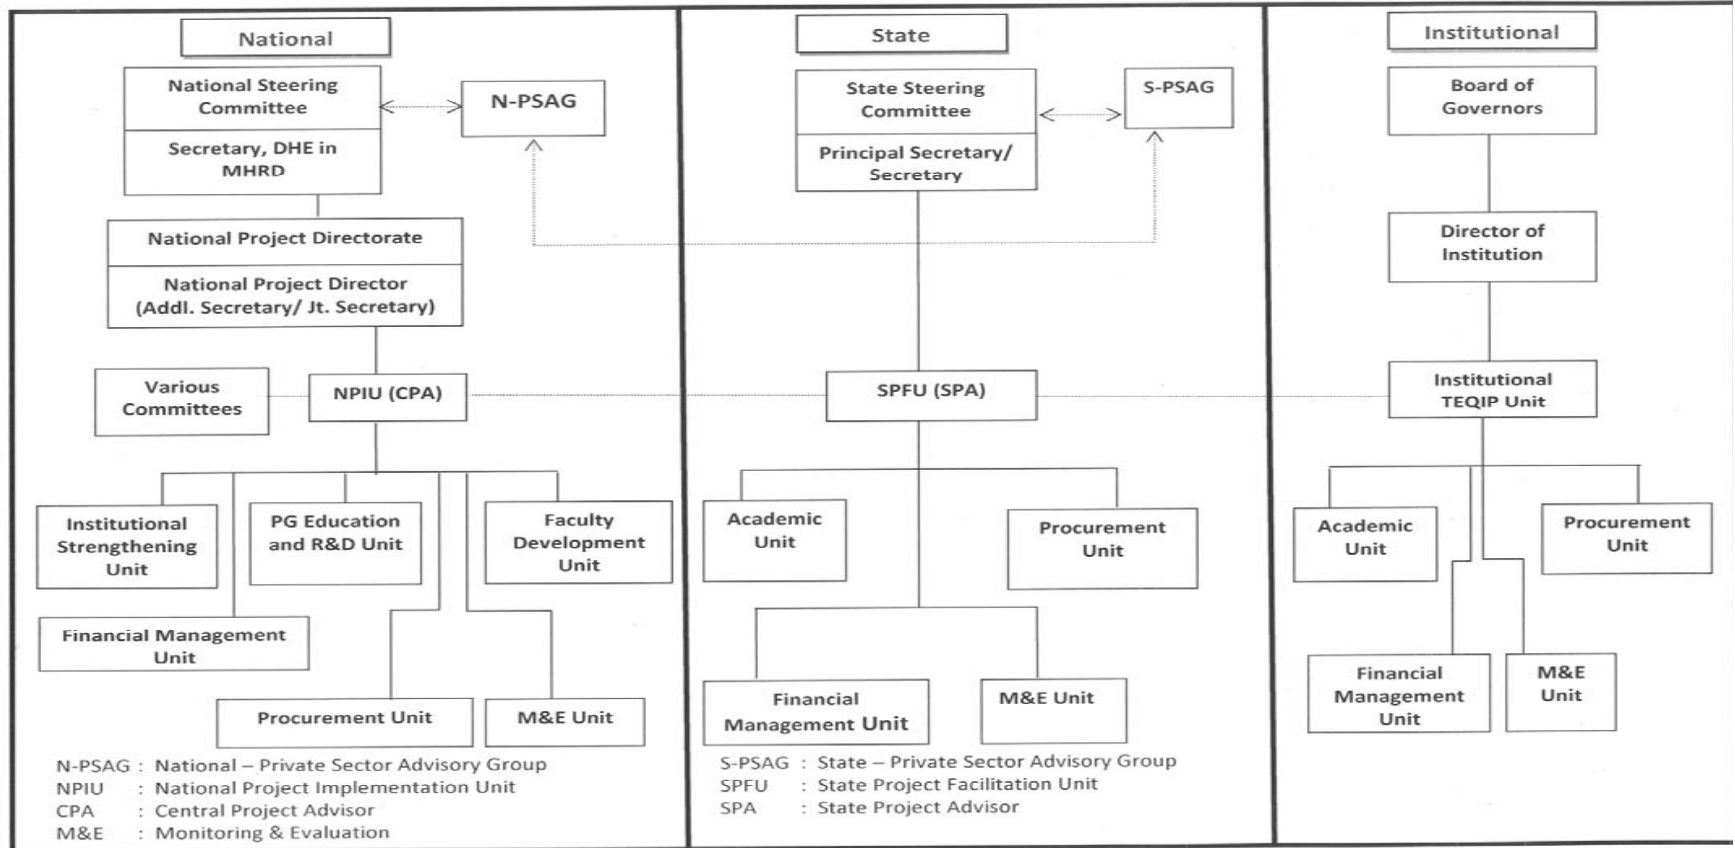 National
National Steering
Committee
Secretary, DHE in
MHRD
N-PSAG
National Project Directorate
National Project Director
(Addl. Secretary/ Jt. Secretary)
Various
Committees
NPIU (CPA)
Institutional
Strengthening
Unit
PG Education
and R&D Unit
Faculty
Development
Unit
Financial Management
Unit
Procurement Unit
M&E Unit
N-PSAG : National – Private Sector Advisory Group
NPIU : National Project Implementation Unit
CPA : Central Project Advisor
M&E : Monitoring & Evaluation
State
State Steering
Committee
Principal Secretary/
Secretary
S-PSAG
SPFU (SPA)
Academic
Unit
Procurement
Unit
Financial
Management Unit
M&E Unit
S-PSAG : State – Private Sector Advisory Group
SPFU : State Project Facilitation Unit
SPA : State Project Advisor
Institutional
Board of
Governors
Director of
Institution
Institutional
TEQIP Unit
Academic
Unit
Procurement
Unit
Financial
Management
Unit
M&E
Unit